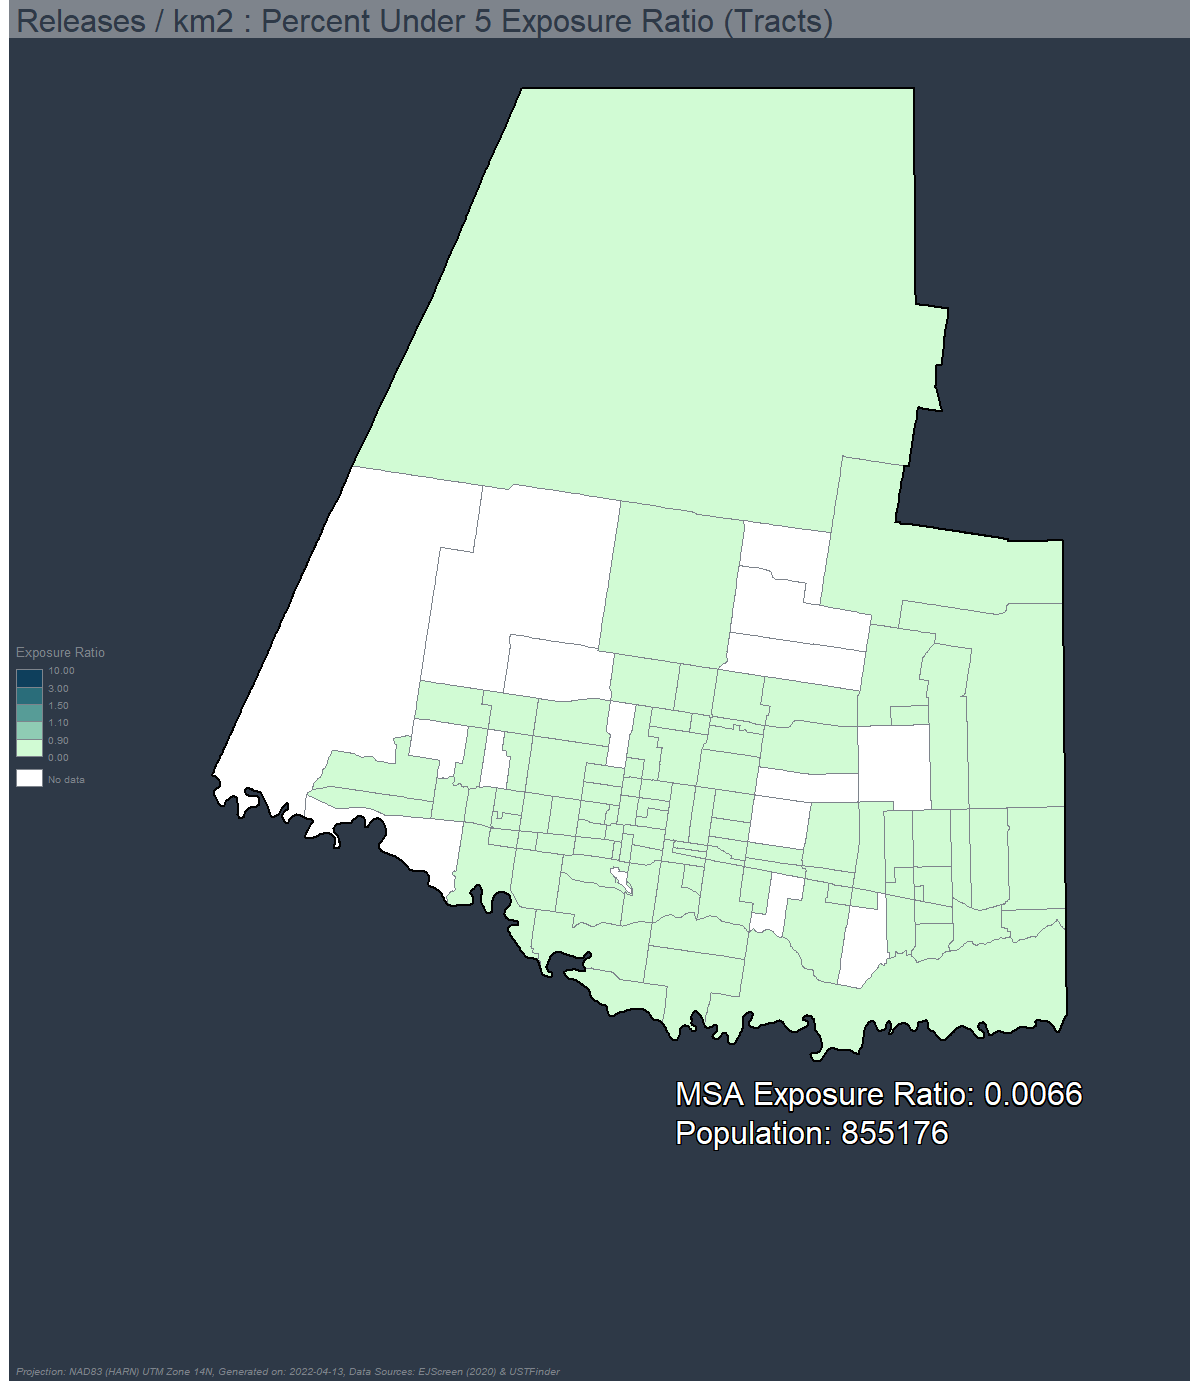 Releases / km2 : Percent Under 5 Exposure Ratio (Tracts)
Exposure Ratio
10.00
3.00
1.50
1.10
0.90
0.00
No data
MSA Exposure Ratio: 0.0066
Population: 855176
Projection: NAD83 (HARN) UTM Zone 14N, Generated on: 2022-04-13, Data Sources: EJScreen (2020) & USTFinder